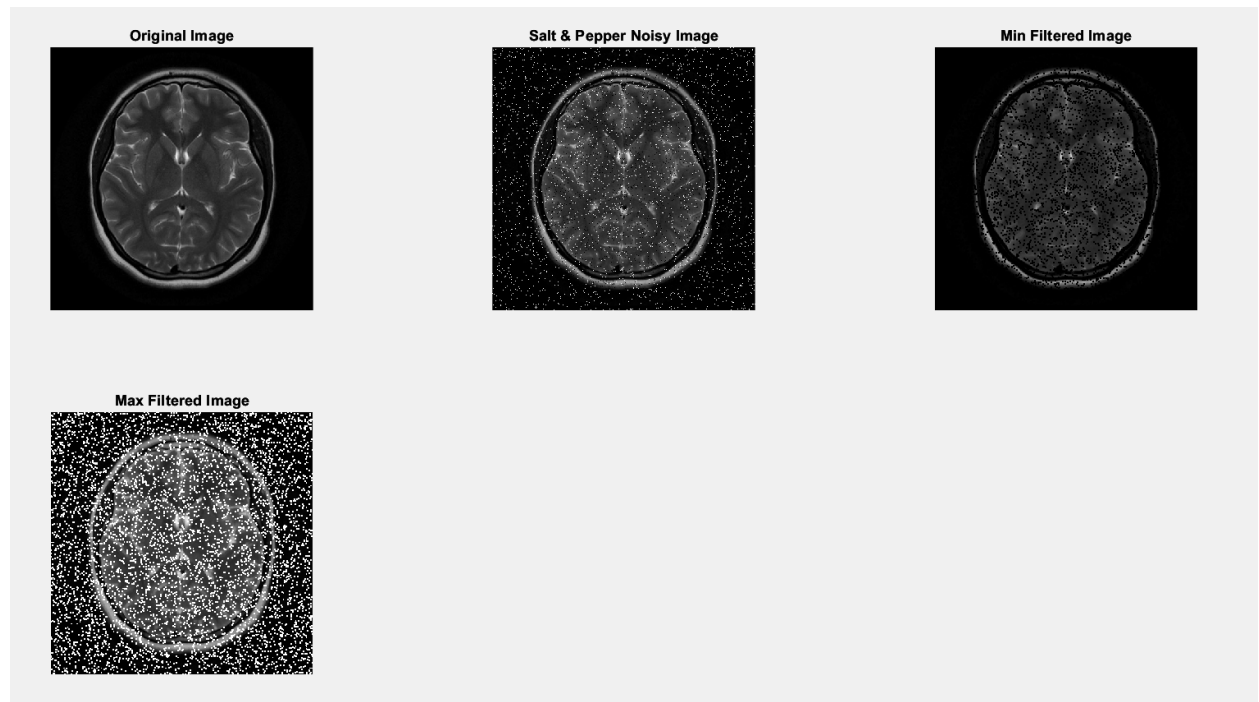 Original Image
Salt & Pepper Noisy Image
Min Filtered Image
Max Filtered Image